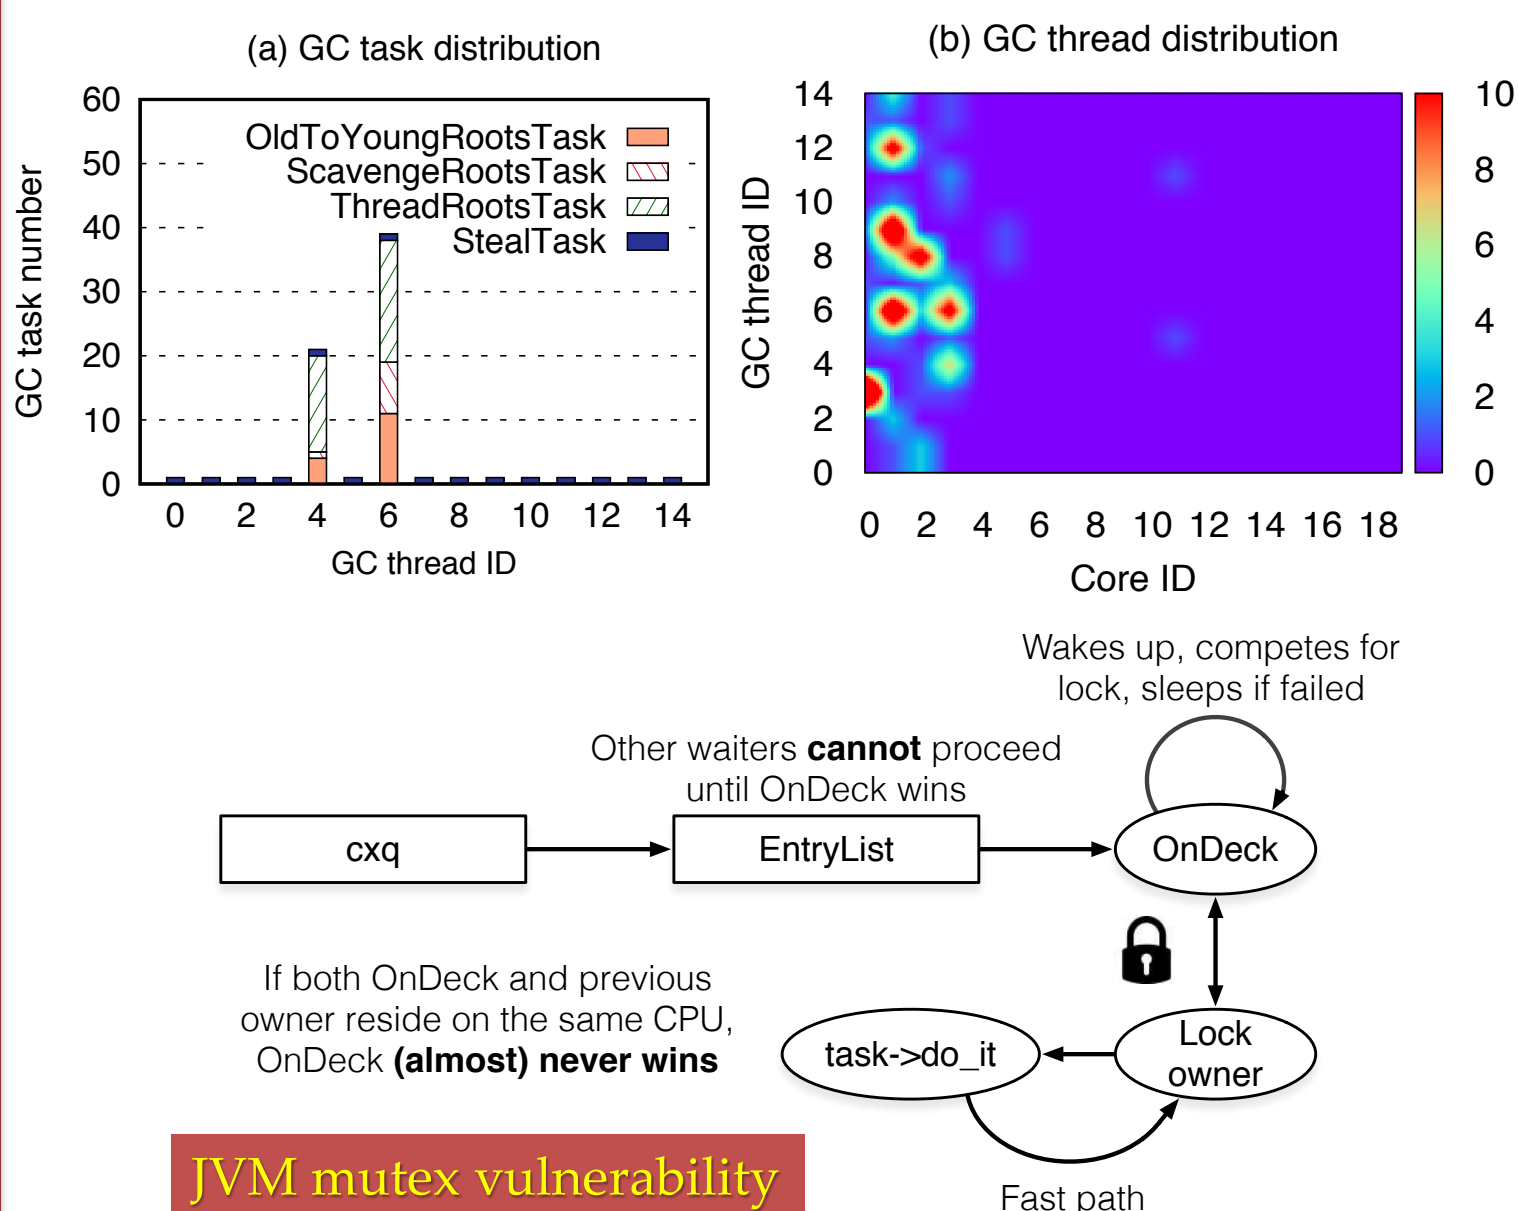 (a) GC task distribution
60
50
40
30
20
10
0
GC task number
OldToYoungRootsTask
ScavengeRootsTask
ThreadRootsTask
StealTask
0 2 4 6 8 10 12 14
GC thread ID
(b) GC thread distribution
14
12
10
8
6
4
2
0
GC thread ID
0 2 4 6 8 10 12 14 16 18
Core ID
10
8
6
4
2
0
Wakes up, competes for
lock, sleeps if failed
Other waiters cannot proceed
until OnDeck wins
cxq
EntryList
OnDeck
If both OnDeck and previous
owner reside on the same CPU,
OnDeck (almost) never wins
task->do_it
Lock
owner
JVM mutex vulnerability
Fast path